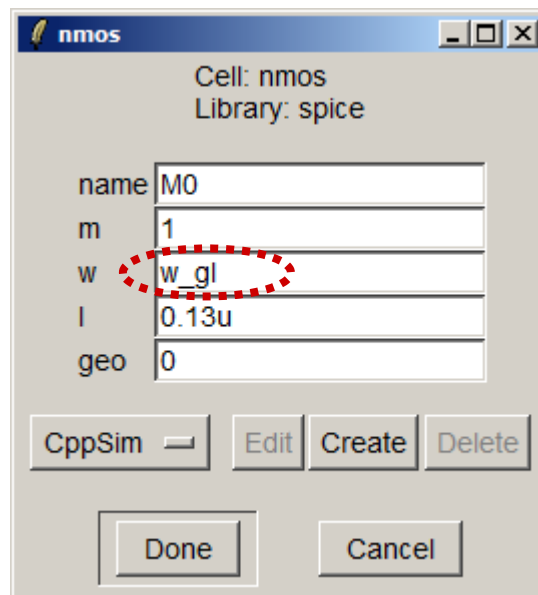 nmos
Cell: nmos
Library: spice
name M0
m 1
w w_gl
l 0.13u
geo 0
CppSim Edit Create Delete
Done Cancel